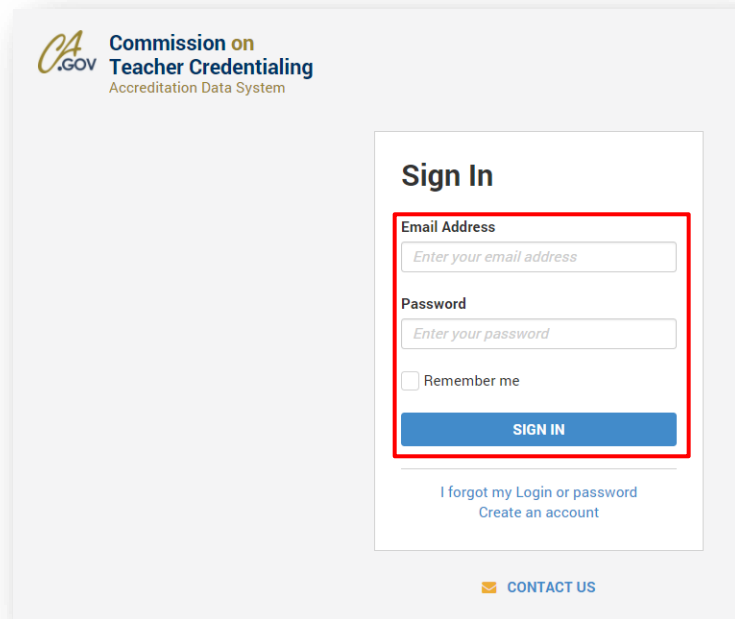 CA
.GOV
Commission on
Teacher Credentialing
Accreditation Data System
Sign In
Email Address
Enter your email address
Password
Enter your password
Remember me
SIGN IN
I forgot my Login or password
Create an account
CONTACT US